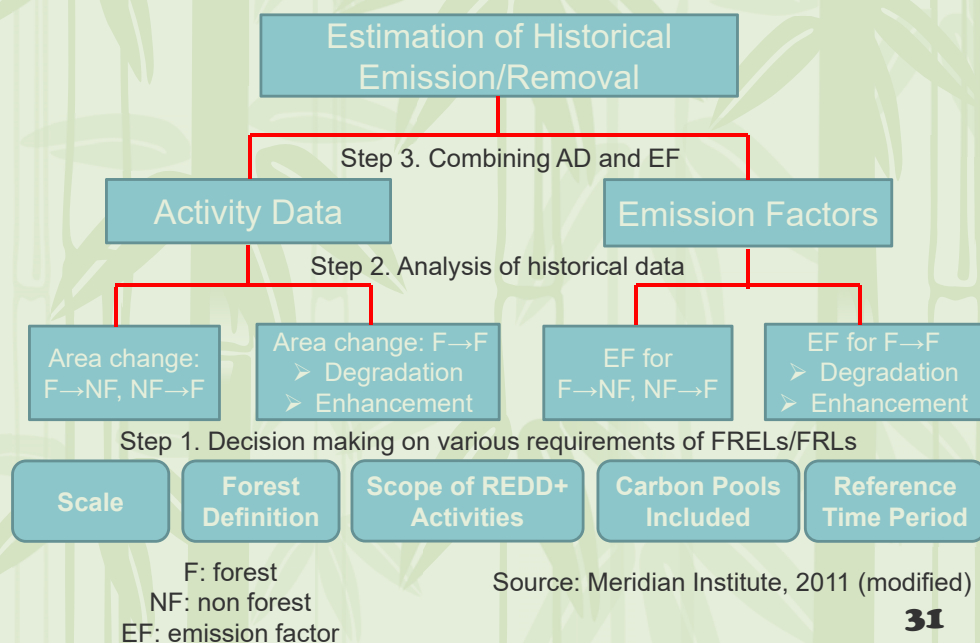 Estimation of Historical
Emission/Removal
Step 3. Combining AD and EF
Activity Data
Emission Factors
Step 2. Analysis of historical data
Area change:
F→NF, NF→F
Area change: F→F
➢ Degradation
➢ Enhancement
EF for
F→NF, NF→F
EF for F→F
➢ Degradation
➢ Enhancement
Step 1. Decision making on various requirements of FRELs/FRLs
Scale
Forest
Definition
Scope of REDD+
Activities
Carbon Pools
Included
Reference
Time Period
F: forest
NF: non forest
EF: emission factor
Source: Meridian Institute, 2011 (modified)
31